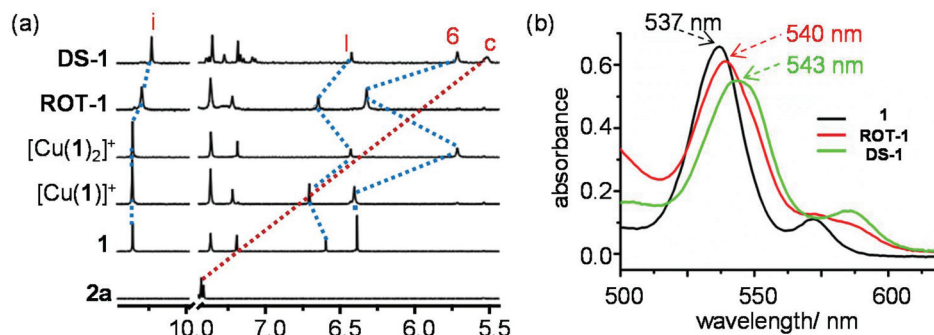 (a)
i
l
6
c
DS-1
ROT-1
[Cu(1)₂]⁺
[Cu(1)]⁺
1
2a
10.0 9.0 7.0 6.5 6.0 5.5
(b)
537 nm
540 nm
543 nm
1
ROT-1
DS-1
absorbance
0.6
0.4
0.2
0.0
500 550 600
wavelength/ nm